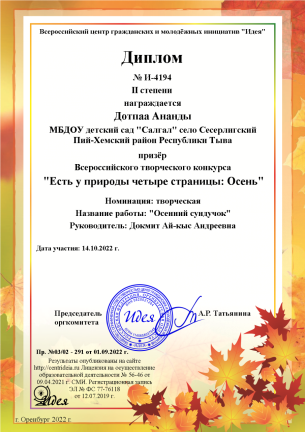 Всероссийский центр гражданских и молодёжных инициатив "Идея"
Диплом
№ И-4194
II степени
награждается
Дотпаа Ананды
МБДОУ детский сад "Салгал" село Сесерлигский
Пий-Хемский район Республики Тыва
призёр
Всероссийского творческого конкурса
"Есть у природы четыре страницы: Осень"
Номинация: творческая
Название работы: "Осенний сундучок"
Руководитель: Докмит Ай-кыс Андреевна
Дата участия: 14.10.2022 г.
Председатель
оргкомитета
Идея
А.Р. Татьянина
Пр. №03/02 - 291 от 01.09.2022 г.
Результаты опубликованы на сайте
http://centrideia.ru Лицензия на осуществление
образовательной деятельности № 56-46 от
09.04.2021 г. СМИ. Регистрационная запись
ЭЛ № ФС 77-76118
от 12.07.2019 г.
Идея
г. Оренбург 2022 г.